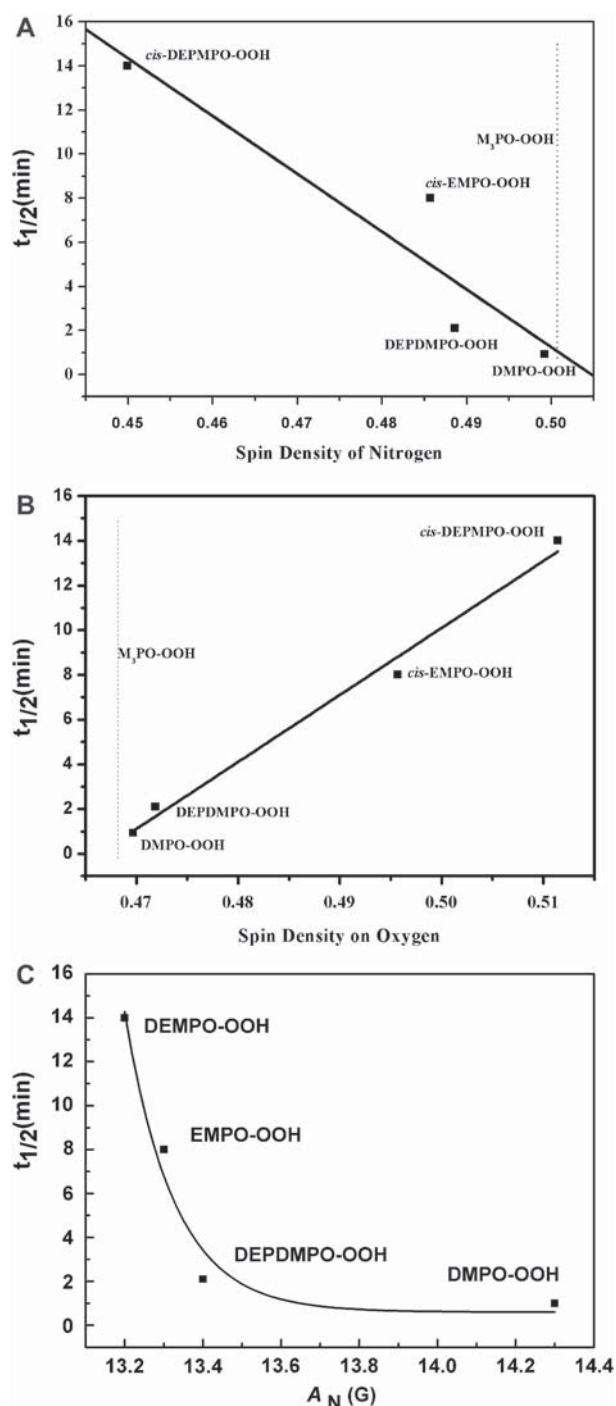 A
16
14
12
10
8
6
4
2
0
t1/2(min)
cis-DEPMPO-OOH
M3PO-OOH
cis-EMPO-OOH
DEPDMPO-OOH
DMPO-OOH
0.45 0.46 0.47 0.48 0.49 0.50
Spin Density of Nitrogen
B
16
14
12
10
8
6
4
2
0
t1/2(min)
cis-DEPMPO-OOH
M3PO-OOH
cis-EMPO-OOH
DEPDMPO-OOH
DMPO-OOH
0.47 0.48 0.49 0.50 0.51
Spin Density on Oxygen
C
16
14
12
10
8
6
4
2
0
t1/2(min)
DEMPO-OOH
EMPO-OOH
DEPDMPO-OOH
DMPO-OOH
13.2 13.4 13.6 13.8 14.0 14.2 14.4
A N (G)